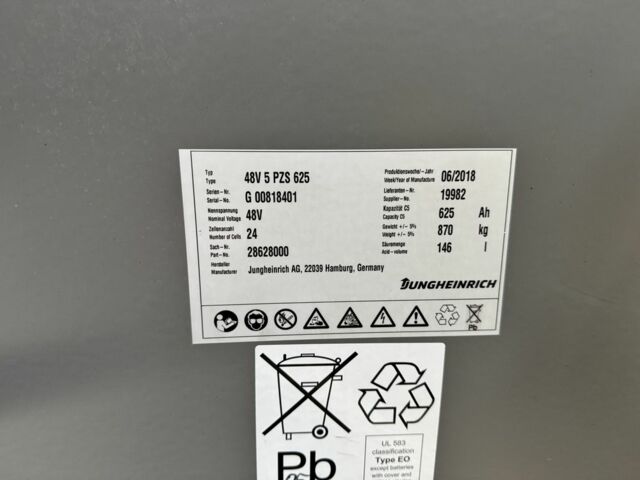 Typ
Type
48V 5 PZS 625
Produktionswoche/- Jahr
Week/Year of Manufacture
06/2018
Serien-Nr.
Serial-No.
G 00818401
Lieferanten-Nr.
Supplier-No.
19982
Nennspannung
Nominal Voltage
48V
Kapazität C5
Capacity C5
625 Ah
Zellenanzahl
Number of Cells
24
Gewicht +/- 5%
Weight +/- 5%
870 kg
Sach-Nr.
Part-No.
28628000
Säuremenge
Acid-volume
146 l
Hersteller
Manufacturer
Jungheinrich AG, 22039 Hamburg, Germany
JUNGHEINRICH
Pb
Pb
UL 583
classification
Type EO
except batteries
with cover and